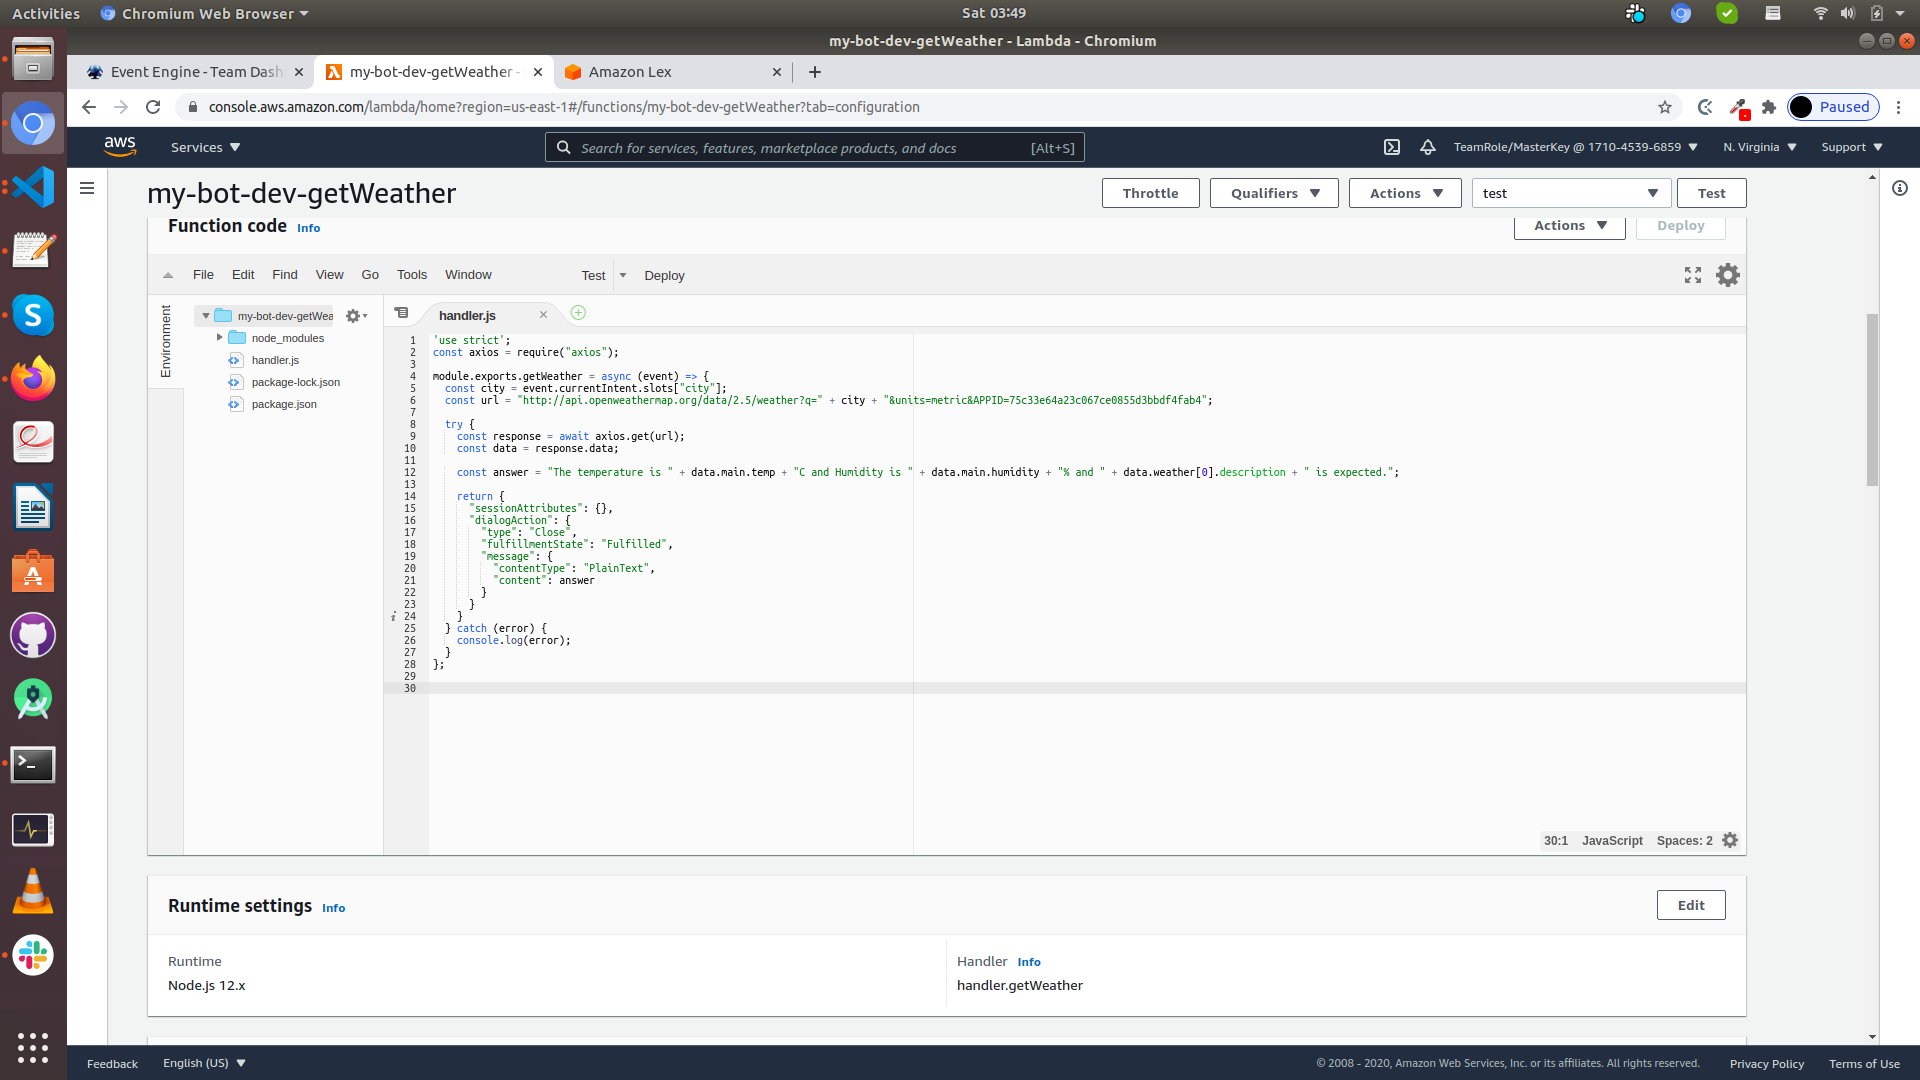 Activities
Chromium Web Browser
Sat 03:49
my-bot-dev-getWeather - Lambda - Chromium
Event Engine - Team Dash
my-bot-dev-getWeather -
Amazon Lex
console.aws.amazon.com/lambda/home?region=us-east-1#/functions/my-bot-dev-getWeather?tab=configuration
Paused
aws
Services
Search for services, features, marketplace products, and docs
[Alt+S]
TeamRole/MasterKey @ 1710-4539-6859
N. Virginia
Support
my-bot-dev-getWeather
Throttle
Qualifiers
Actions
test
Test
Function code Info
Actions
Deploy
File Edit Find View Go Tools Window
Test
Deploy
Environment
my-bot-dev-getWea
node_modules
handler.js
package-lock.json
package.json
handler.js
1 'use strict';
2 const axios = require("axios");
3
4 module.exports.getWeather = async (event) => {
5 const city = event.currentIntent.slots["city"];
6 const url = "http://api.openweathermap.org/data/2.5/weather?q=" + city + "&units=metric&APPID=75c33e64a23c067ce0855d3bbdf4fab4";
7
8 try {
9 const response = await axios.get(url);
10 const data = response.data;
11
12 const answer = "The temperature is " + data.main.temp + "C and Humidity is " + data.main.humidity + "% and " + data.weather[0].description + " is expected.";
13
14 return {
15 "sessionAttributes": {},
16 "dialogAction": {
17 "type": "Close",
18 "fulfillmentState": "Fulfilled",
19 "message": {
20 "contentType": "PlainText",
21 "content": answer
22 }
23 }
24 }
25 } catch (error) {
26 console.log(error);
27 }
28 };
29
30
30:1 JavaScript Spaces: 2
Runtime settings Info
Edit
Runtime
Node.js 12.x
Handler Info
handler.getWeather
Feedback
English (US)
© 2008 - 2020, Amazon Web Services, Inc. or its affiliates. All rights reserved.
Privacy Policy
Terms of Use